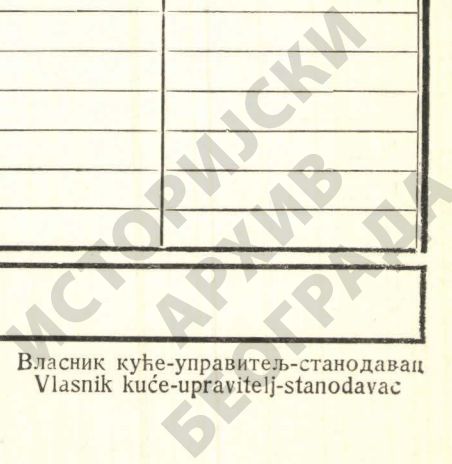 ИСТОРИЈСКИ
АРХИВ
БЕОГРАДА
Власник куће-управитељ-станодавац
Vlasnik kuće-upravitelj-stanodavac